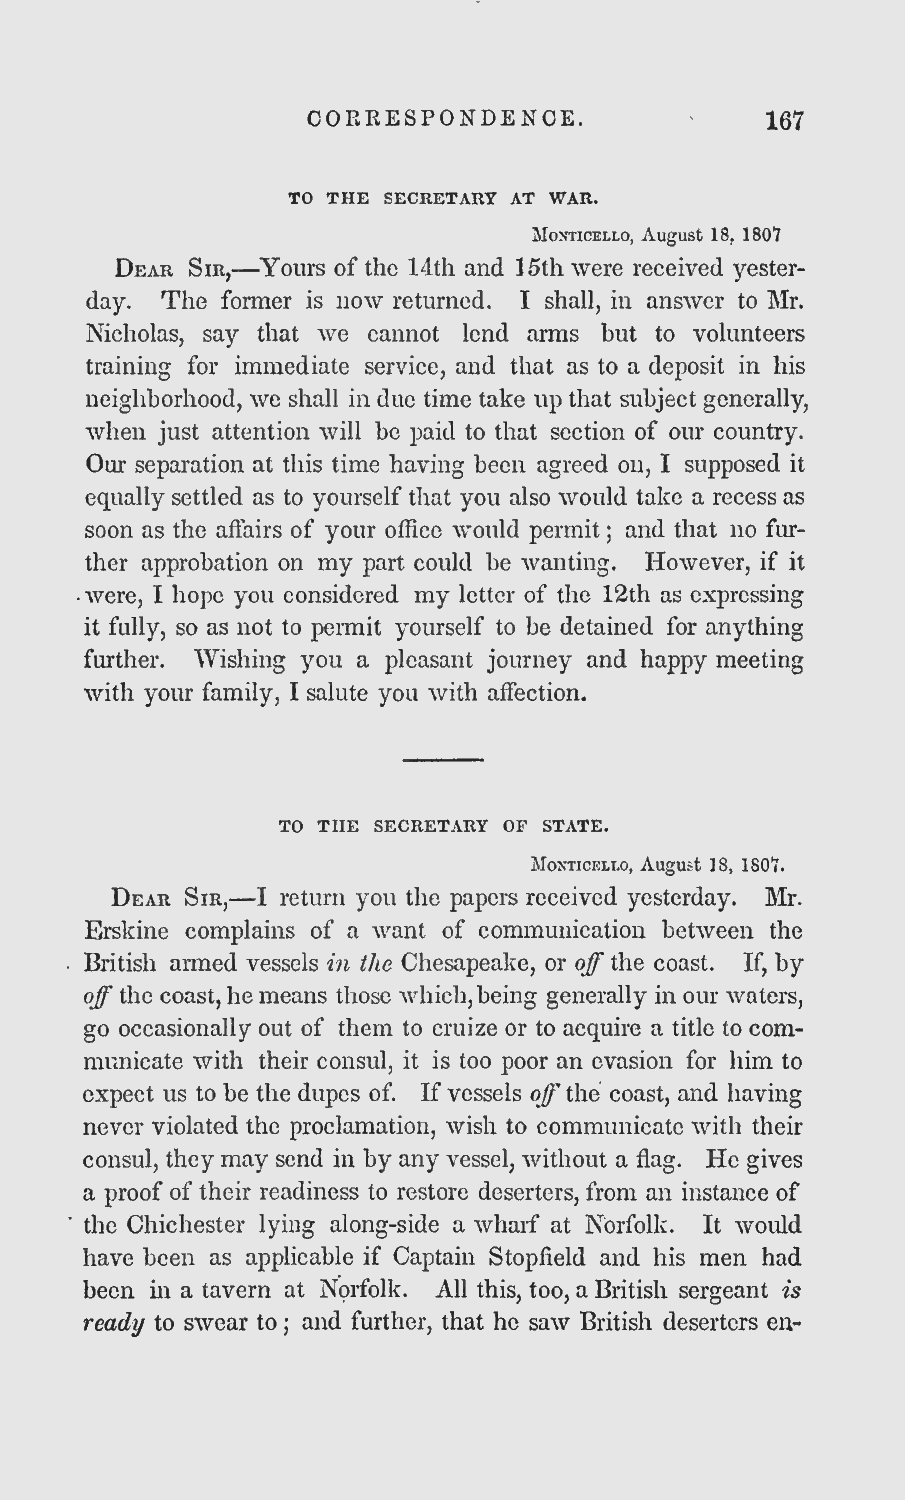 CORRESPONDENCE. 167
TO THE SECRETARY AT WAR.
MONTICELLO, August 18, 1807
DEAR SIR,—Yours of the 14th and 15th were received yester-
day. The former is now returned. I shall, in answer to Mr.
Nicholas, say that we cannot lend arms but to volunteers
training for immediate service, and that as to a deposit in his
neighborhood, we shall in due time take up that subject generally,
when just attention will be paid to that section of our country.
Our separation at this time having been agreed on, I supposed it
equally settled as to yourself that you also would take a recess as
soon as the affairs of your office would permit; and that no fur-
ther approbation on my part could be wanting. However, if it
were, I hope you considered my letter of the 12th as expressing
it fully, so as not to permit yourself to be detained for anything
further. Wishing you a pleasant journey and happy meeting
with your family, I salute you with affection.
TO THE SECRETARY OF STATE.
MONTICELLO, August 18, 1807.
DEAR SIR,—I return you the papers received yesterday. Mr.
Erskine complains of a want of communication between the
British armed vessels in the Chesapeake, or off the coast. If, by
off the coast, he means those which, being generally in our waters,
go occasionally out of them to cruize or to acquire a title to com-
municate with their consul, it is too poor an evasion for him to
expect us to be the dupes of. If vessels off the coast, and having
never violated the proclamation, wish to communicate with their
consul, they may send in by any vessel, without a flag. He gives
a proof of their readiness to restore deserters, from an instance of
the Chichester lying along-side a wharf at Norfolk. It would
have been as applicable if Captain Stopfield and his men had
been in a tavern at Norfolk. All this, too, a British sergeant is
ready to swear to; and further, that he saw British deserters en-